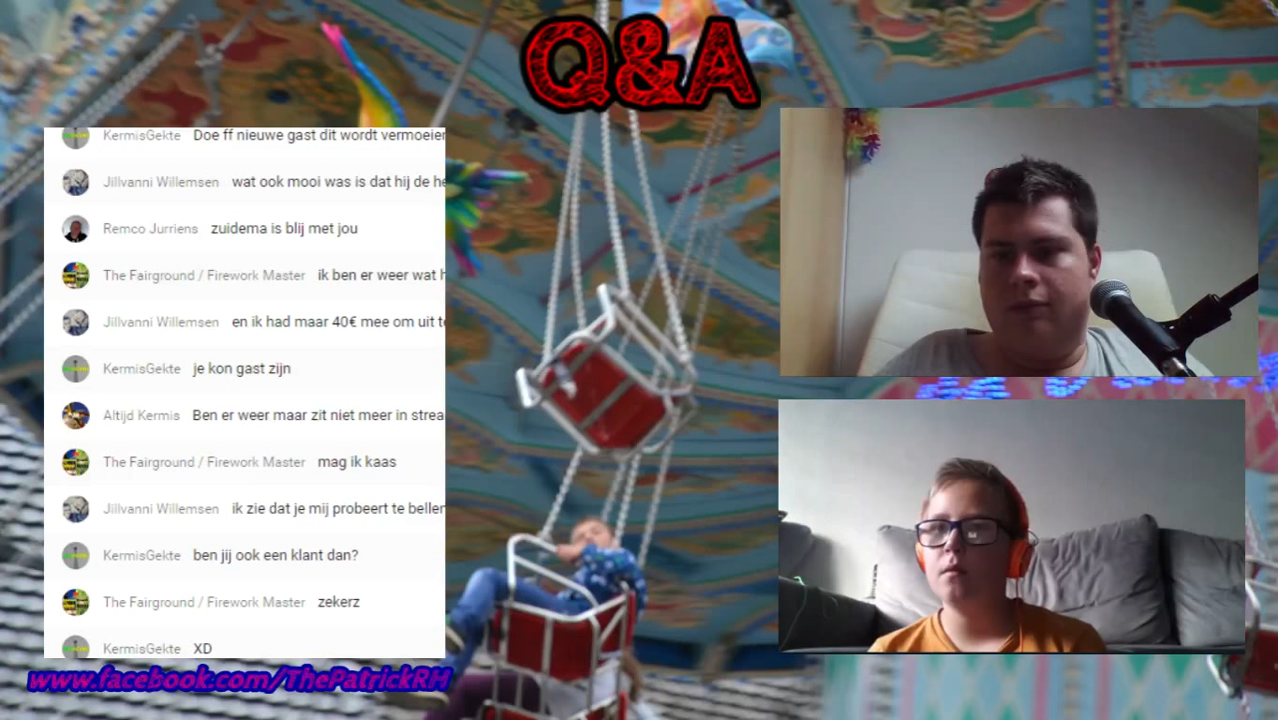 Q&A
KermisGekte Doe ff nieuwe gast dit wordt vermoeier
Jillvanni Willemsen wat ook mooi was is dat hij de he
Remco Jurriens zuidema is blij met jou
The Fairground / Firework Master ik ben er weer wat h
Jillvanni Willemsen en ik had maar 40€ mee om uit te
KermisGekte je kon gast zijn
Altijd Kermis Ben er weer maar zit niet meer in strea
The Fairground / Firework Master mag ik kaas
Jillvanni Willemsen ik zie dat je mij probeert te beller
KermisGekte ben jij ook een klant dan?
The Fairground / Firework Master zekerz
KermisGekte XD
www.facebook.com/ThePatrickRH